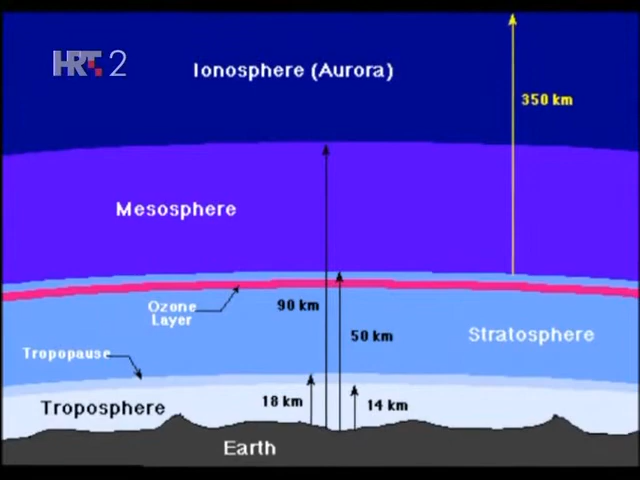 HRT 2
Ionosphere (Aurora)
350 km
Mesosphere
Ozone
Layer
90 km
50 km
Stratosphere
Tropopause
18 km
14 km
Troposphere
Earth